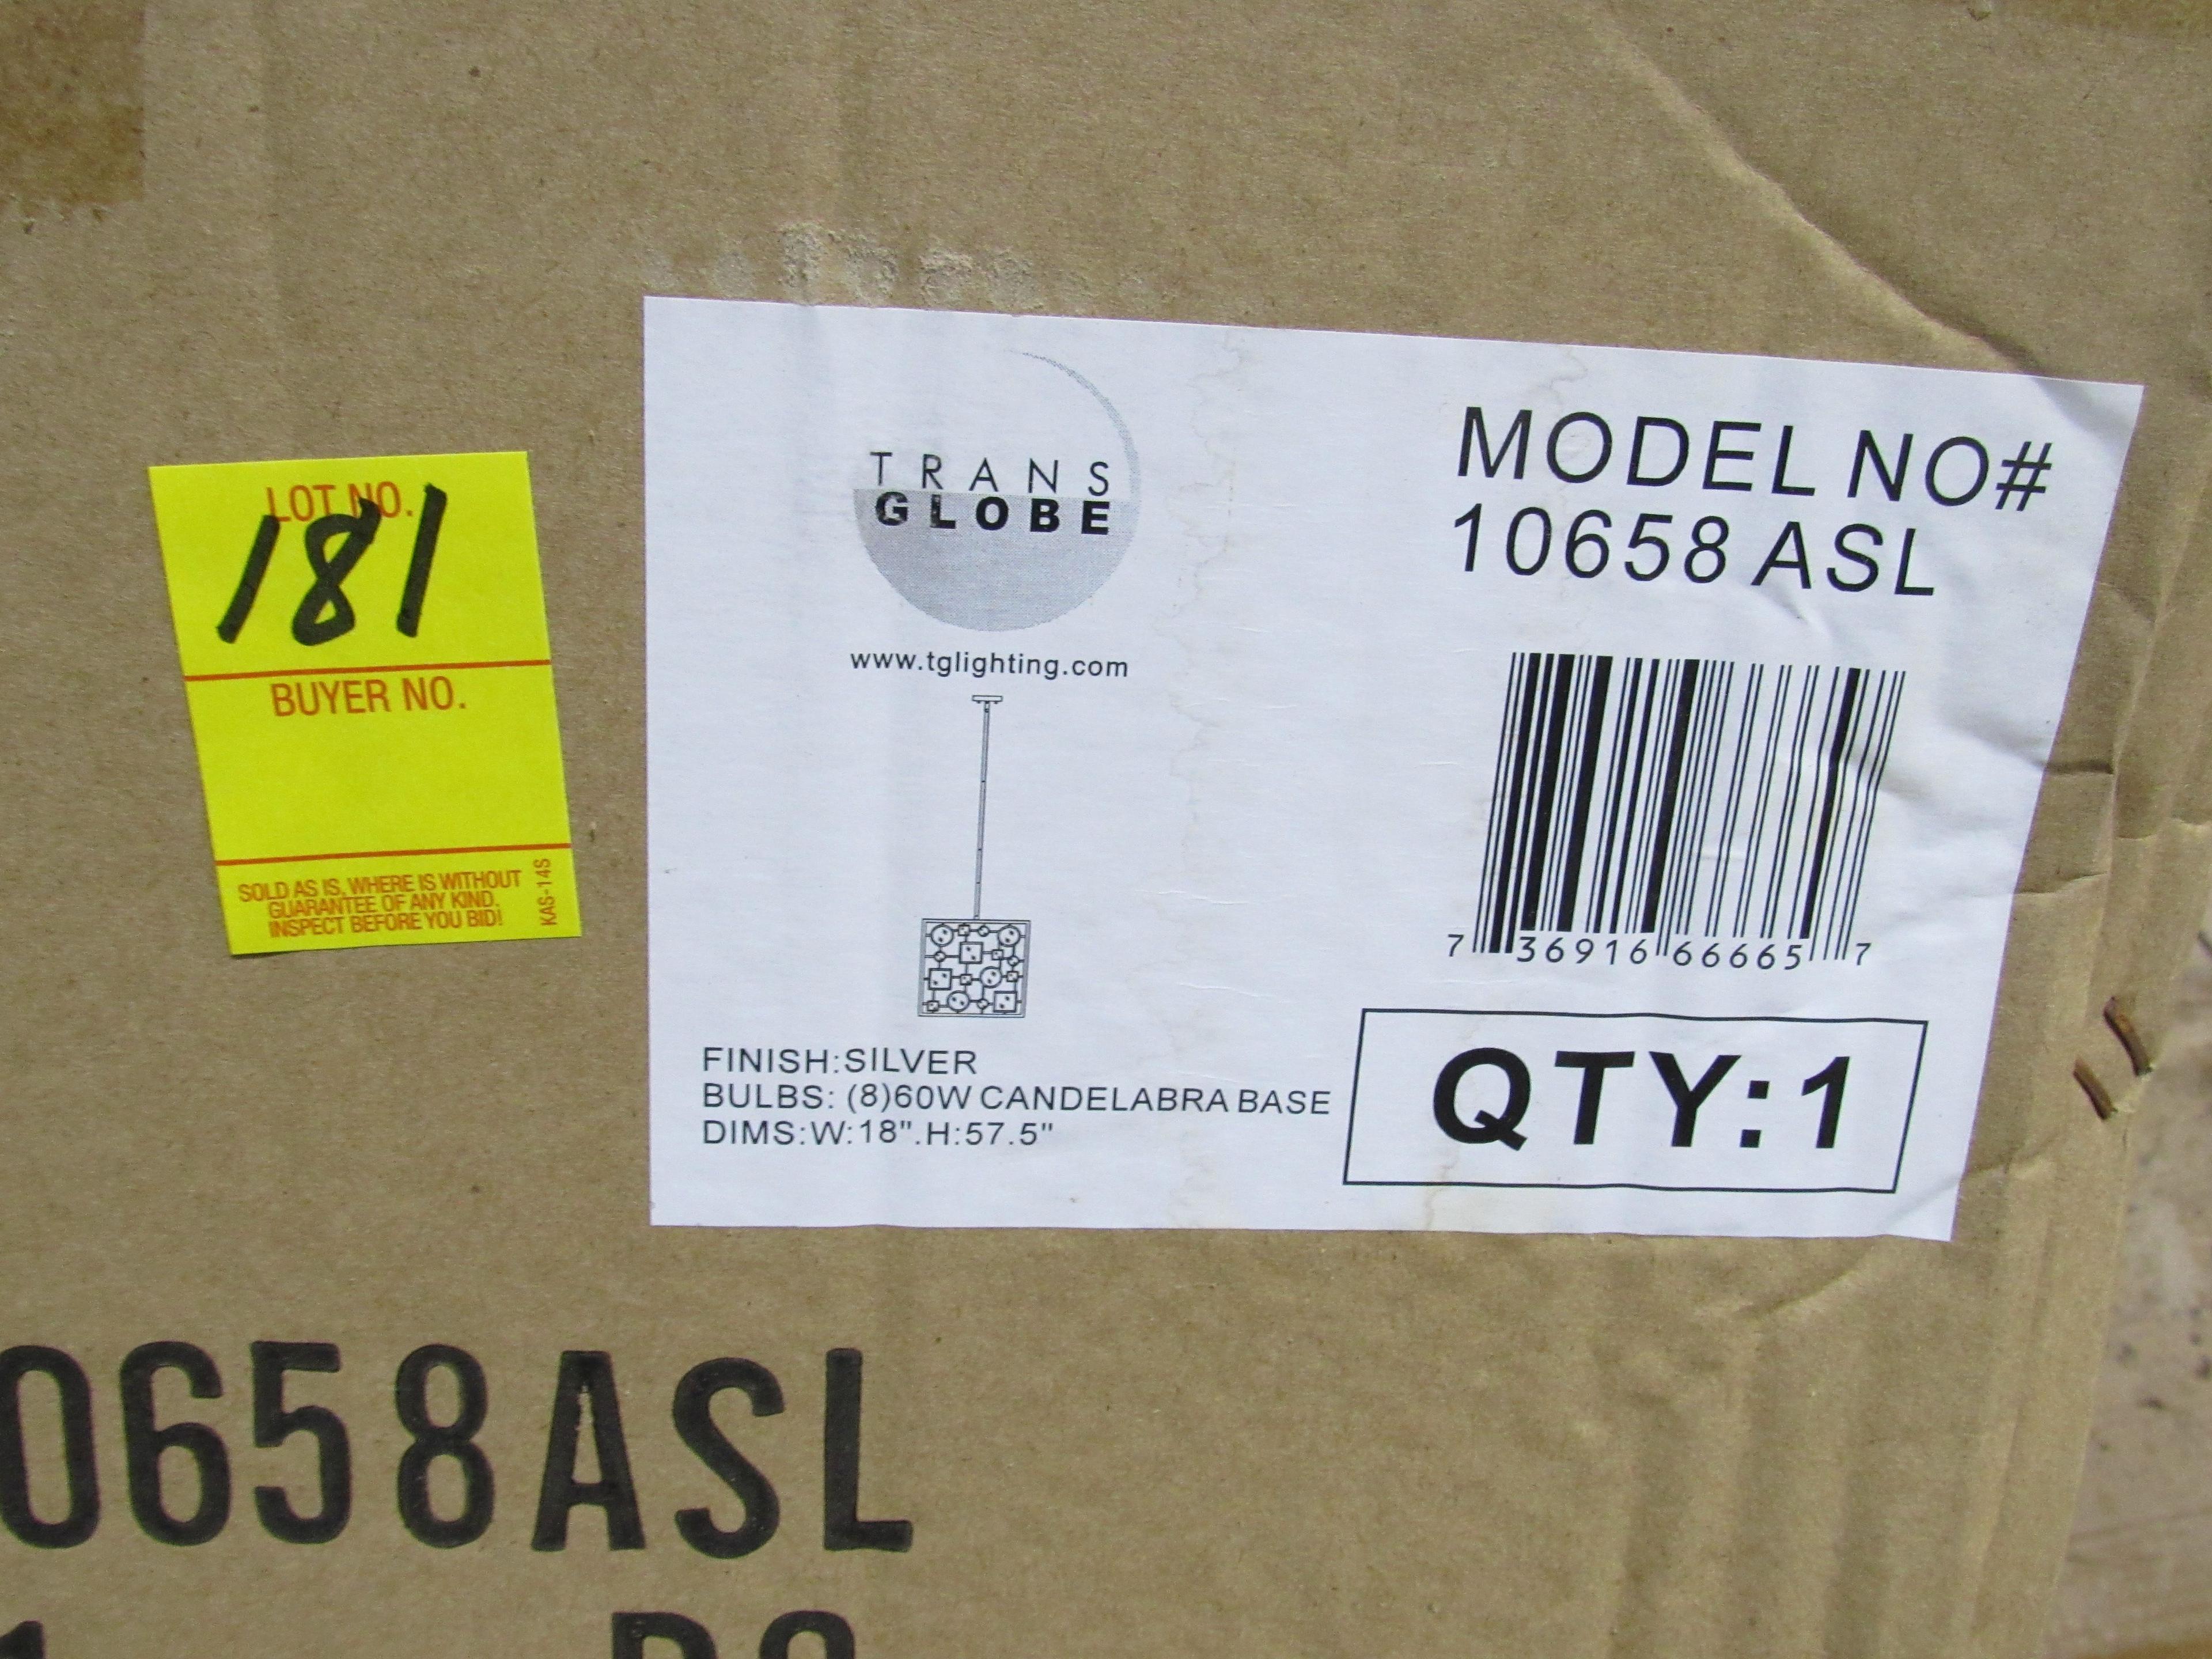 LOT NO.
181
BUYER NO.
SOLD AS IS, WHERE IS WITHOUT
GUARANTEE OF ANY KIND.
INSPECT BEFORE YOU BID!
KAS-14S
TRANS
GLOBE
www.tglighting.com
FINISH:SILVER
BULBS: (8)60W CANDELABRA BASE
DIMS:W:18".H:57.5"
MODEL NO#
10658 ASL
7 36916 66665 7
QTY:1
0658ASL